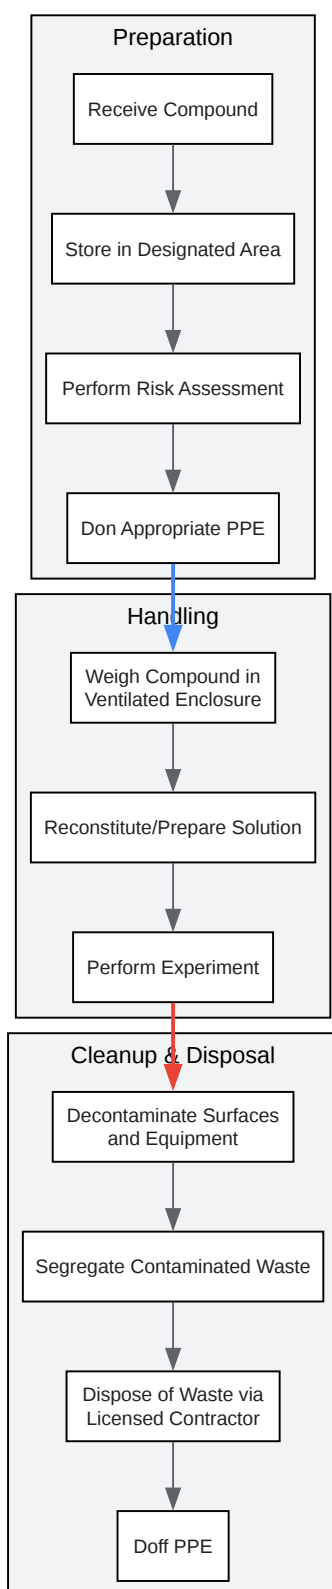 Preparation
Receive Compound
Store in Designated Area
Perform Risk Assessment
Don Appropriate PPE
Handling
Weigh Compound in
Ventilated Enclosure
Reconstitute/Prepare Solution
Perform Experiment
Cleanup & Disposal
Decontaminate Surfaces
and Equipment
Segregate Contaminated Waste
Dispose of Waste via
Licensed Contractor
Doff PPE